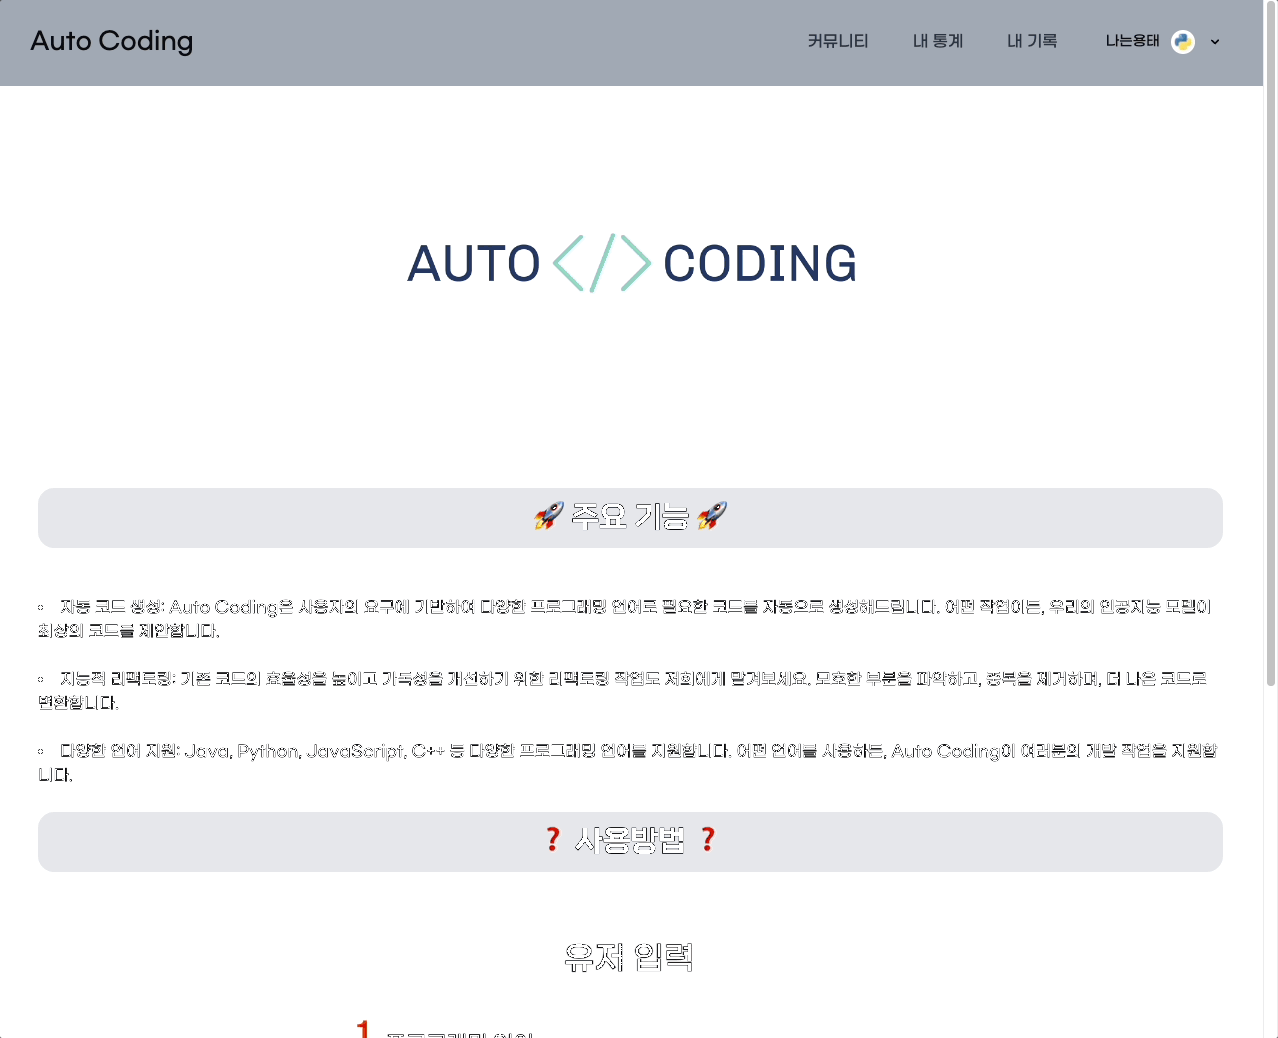 Auto Coding
커뮤니티 내 통계 내 기록 나는용태
AUTO </> CODING
🚀 주요 기능 🚀
• 자동 코드 생성: Auto Coding은 사용자의 요구에 기반하여 다양한 프로그래밍 언어로 필요한 코드를 자동으로 생성해드립니다. 어떤 작업이든, 우리의 인공지능 모델이
최상의 코드를 제안합니다.
• 지능적 리팩토링: 기존 코드의 효율성을 높이고 가독성을 개선하기 위한 리팩토링 작업도 저희에게 맡겨보세요. 모호한 부분을 파악하고, 중복을 제거하며, 더 나은 코드로
변환합니다.
• 다양한 언어 지원: Java, Python, JavaScript, C++ 등 다양한 프로그래밍 언어를 지원합니다. 어떤 언어를 사용하든, Auto Coding이 여러분의 개발 작업을 지원합
니다.
❓ 사용방법 ❓
유저 입력
1 프로그래밍 언어